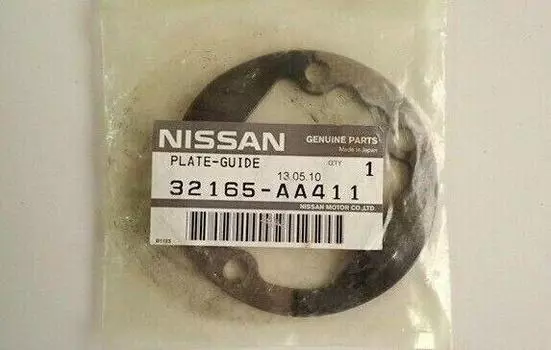 NISSAN GENUINE PARTS
Made in Japan
PLATE-GUIDE QTY 1
13.05.10
32165-AA411
NISSAN MOTOR CO.,LTD.